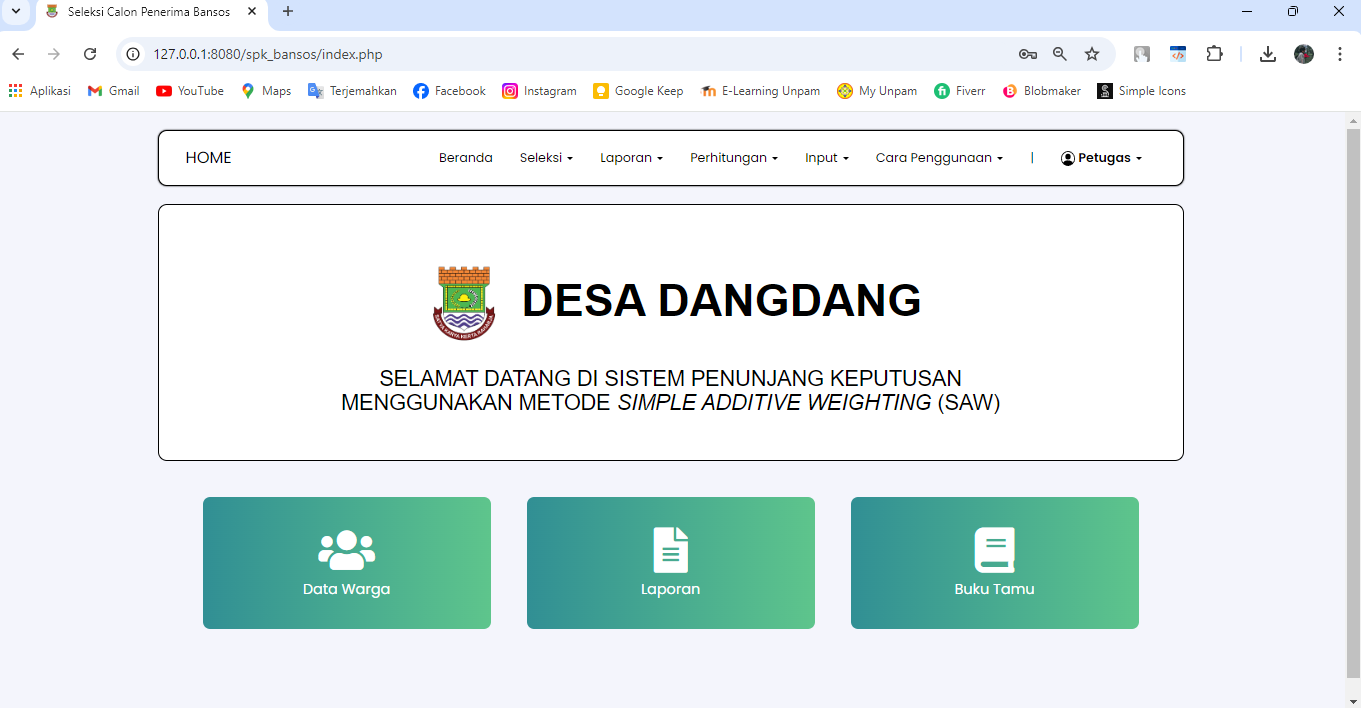 Seleksi Calon Penerima Bansos
127.0.0.1:8080/spk_bansos/index.php
Aplikasi Gmail YouTube Maps Terjemahkan Facebook Instagram Google Keep E-Learning Unpam My Unpam Fiverr Blobmaker Simple Icons
HOME Beranda Seleksi Laporan Perhitungan Input Cara Penggunaan | Petugas
DESA DANGDANG
SELAMAT DATANG DI SISTEM PENUNJANG KEPUTUSAN
MENGGUNAKAN METODE SIMPLE ADDITIVE WEIGHTING (SAW)
Data Warga Laporan Buku Tamu